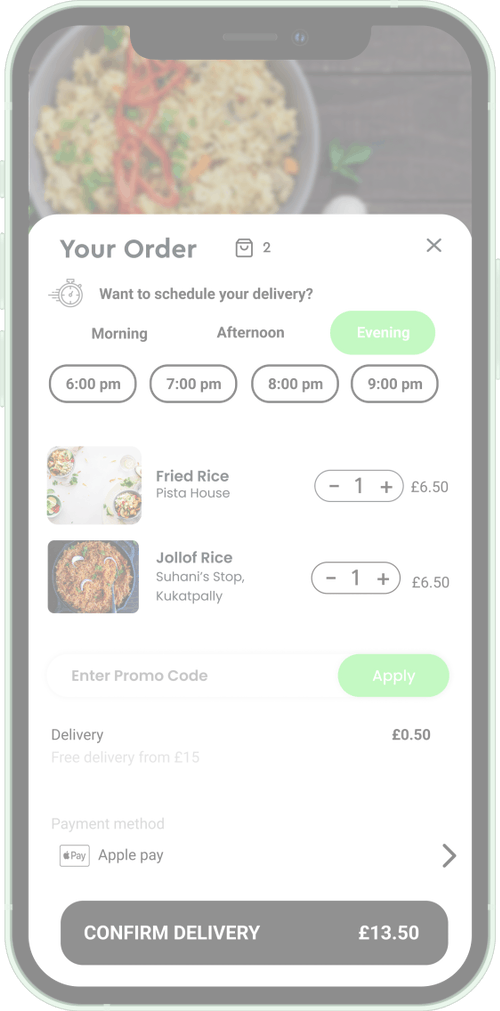 Your Order 2
Want to schedule your delivery?
Morning Afternoon Evening
6:00 pm 7:00 pm 8:00 pm 9:00 pm
Fried Rice
Pista House
− 1 + £6.50
Jollof Rice
Suhani's Stop,
Kukatpally
− 1 + £6.50
Enter Promo Code Apply
Delivery £0.50
Free delivery from £15
Payment method
Pay Apple pay
CONFIRM DELIVERY £13.50